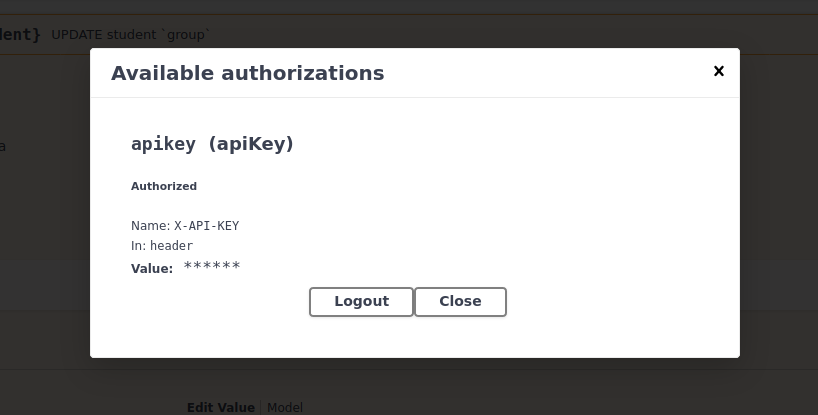 dent} UPDATE student `group`
Available authorizations
x
apikey (apiKey)
Authorized
Name: X-API-KEY
In: header
Value: ******
Logout Close
a
Edit Value | Model